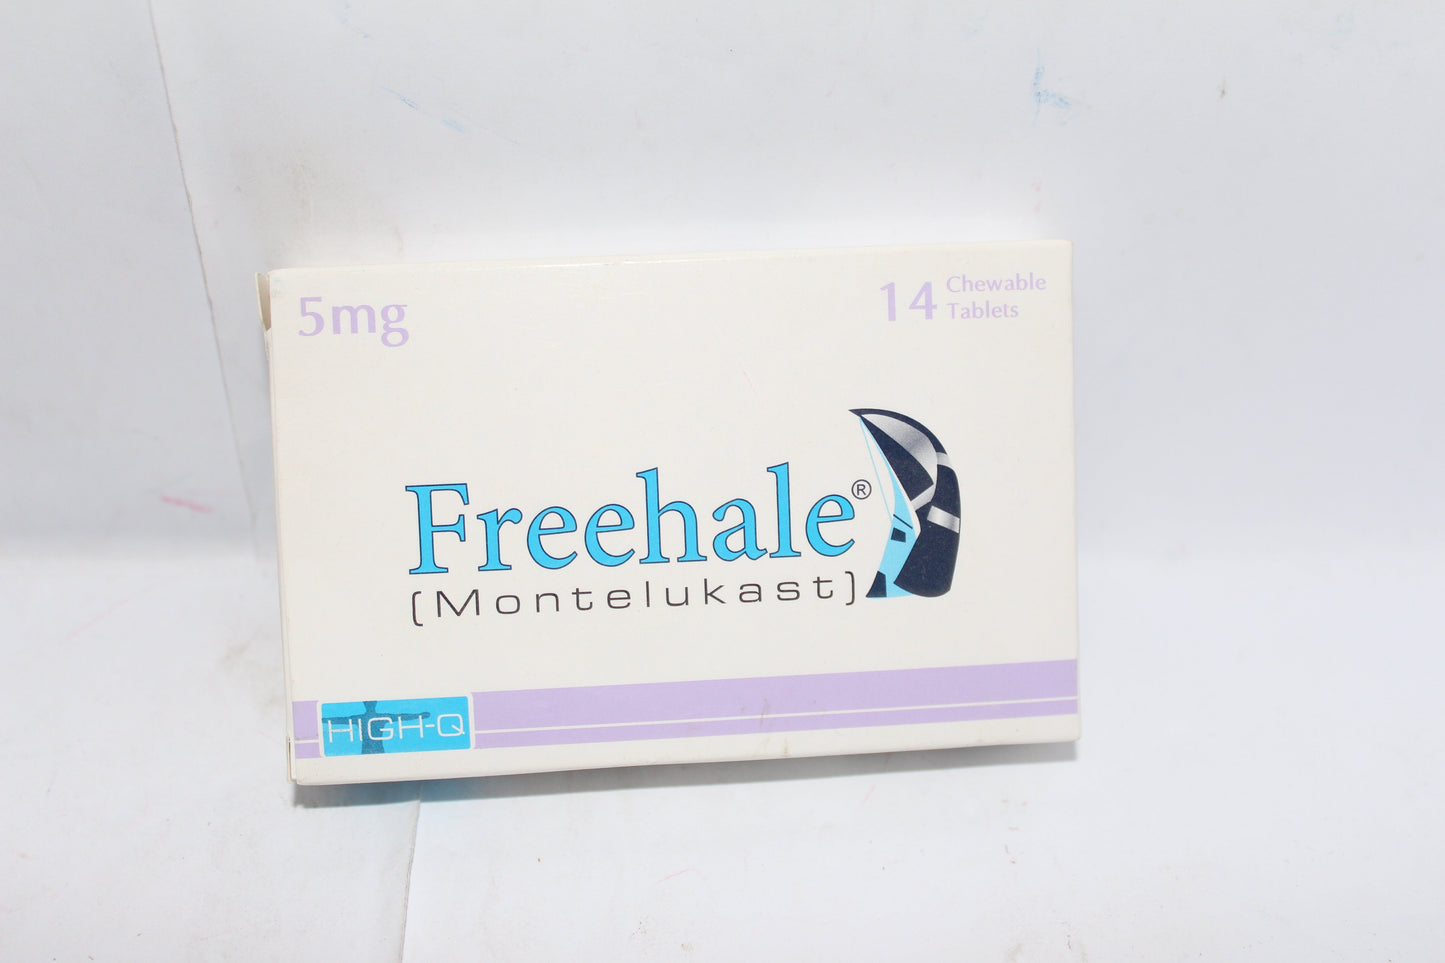 5mg
14 Chewable
Tablets
Freehale®
(Montelukast)
HIGH-Q